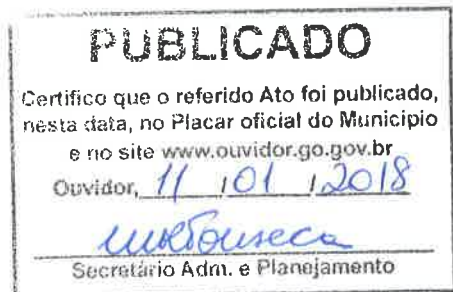 PUBLICADO
Certifico que o referido Ato foi publicado,
nesta data, no Placar oficial do Municipio
e no site www.ouvidor.go.gov.br
Ouvidor, 11 / 01 / 2018
Secretário Adm. e Planejamento